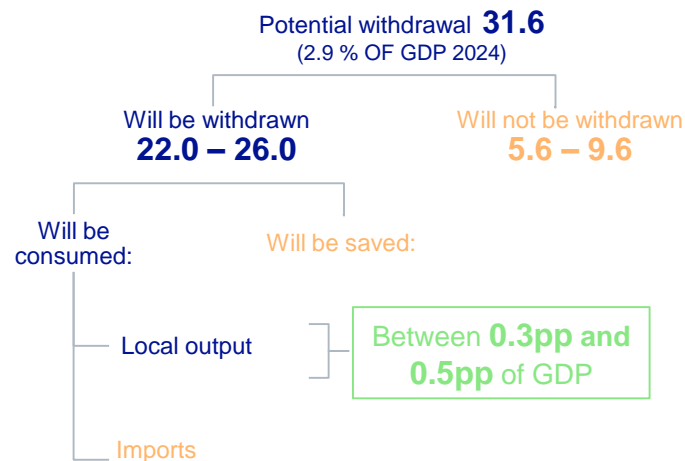 Potential withdrawal 31.6
(2.9 % OF GDP 2024)
Will be withdrawn
22.0 – 26.0
Will not be withdrawn
5.6 – 9.6
Will be
consumed:
Will be saved:
Local output
Between 0.3pp and
0.5pp of GDP
Imports